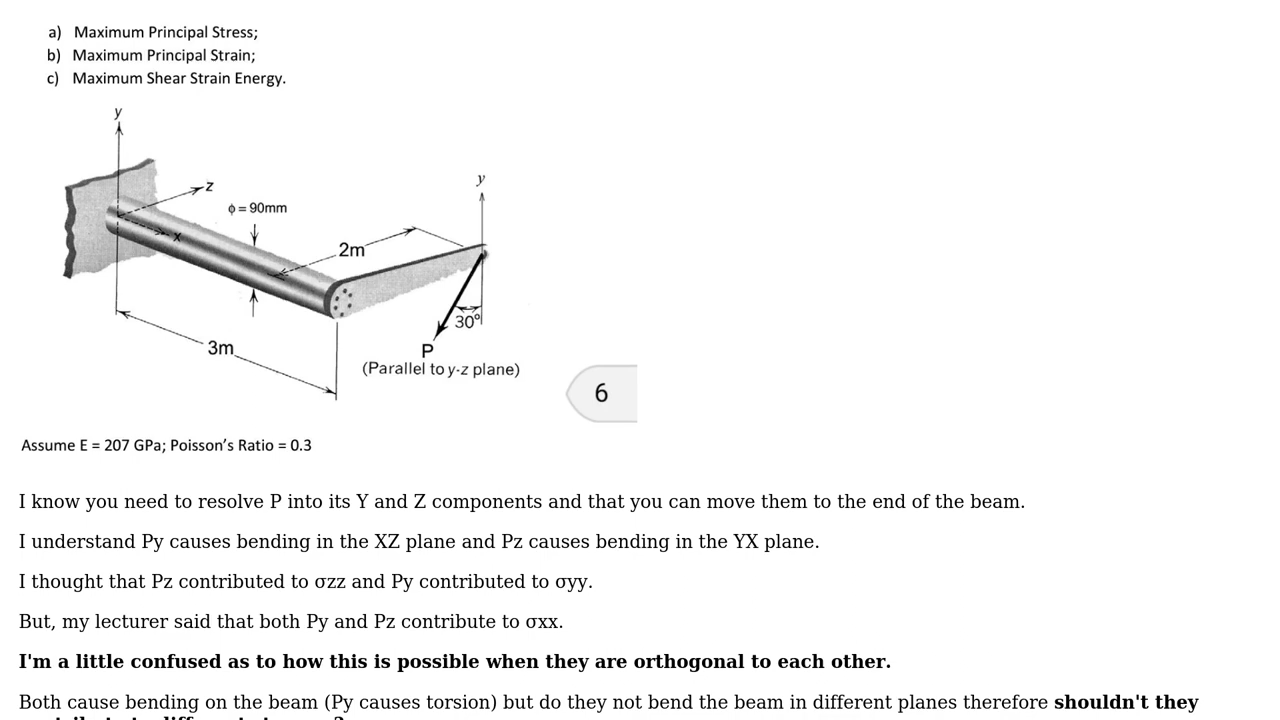 a) Maximum Principal Stress;
b) Maximum Principal Strain;
c) Maximum Shear Strain Energy.
y
z
ϕ = 90mm
y
x
2m
30°
3m
P
(Parallel to y-z plane)
6
Assume E = 207 GPa; Poisson’s Ratio = 0.3
I know you need to resolve P into its Y and Z components and that you can move them to the end of the beam.
I understand Py causes bending in the XZ plane and Pz causes bending in the YX plane.
I thought that Pz contributed to σzz and Py contributed to σyy.
But, my lecturer said that both Py and Pz contribute to σxx.
I'm a little confused as to how this is possible when they are orthogonal to each other.
Both cause bending on the beam (Py causes torsion) but do they not bend the beam in different planes therefore shouldn't they